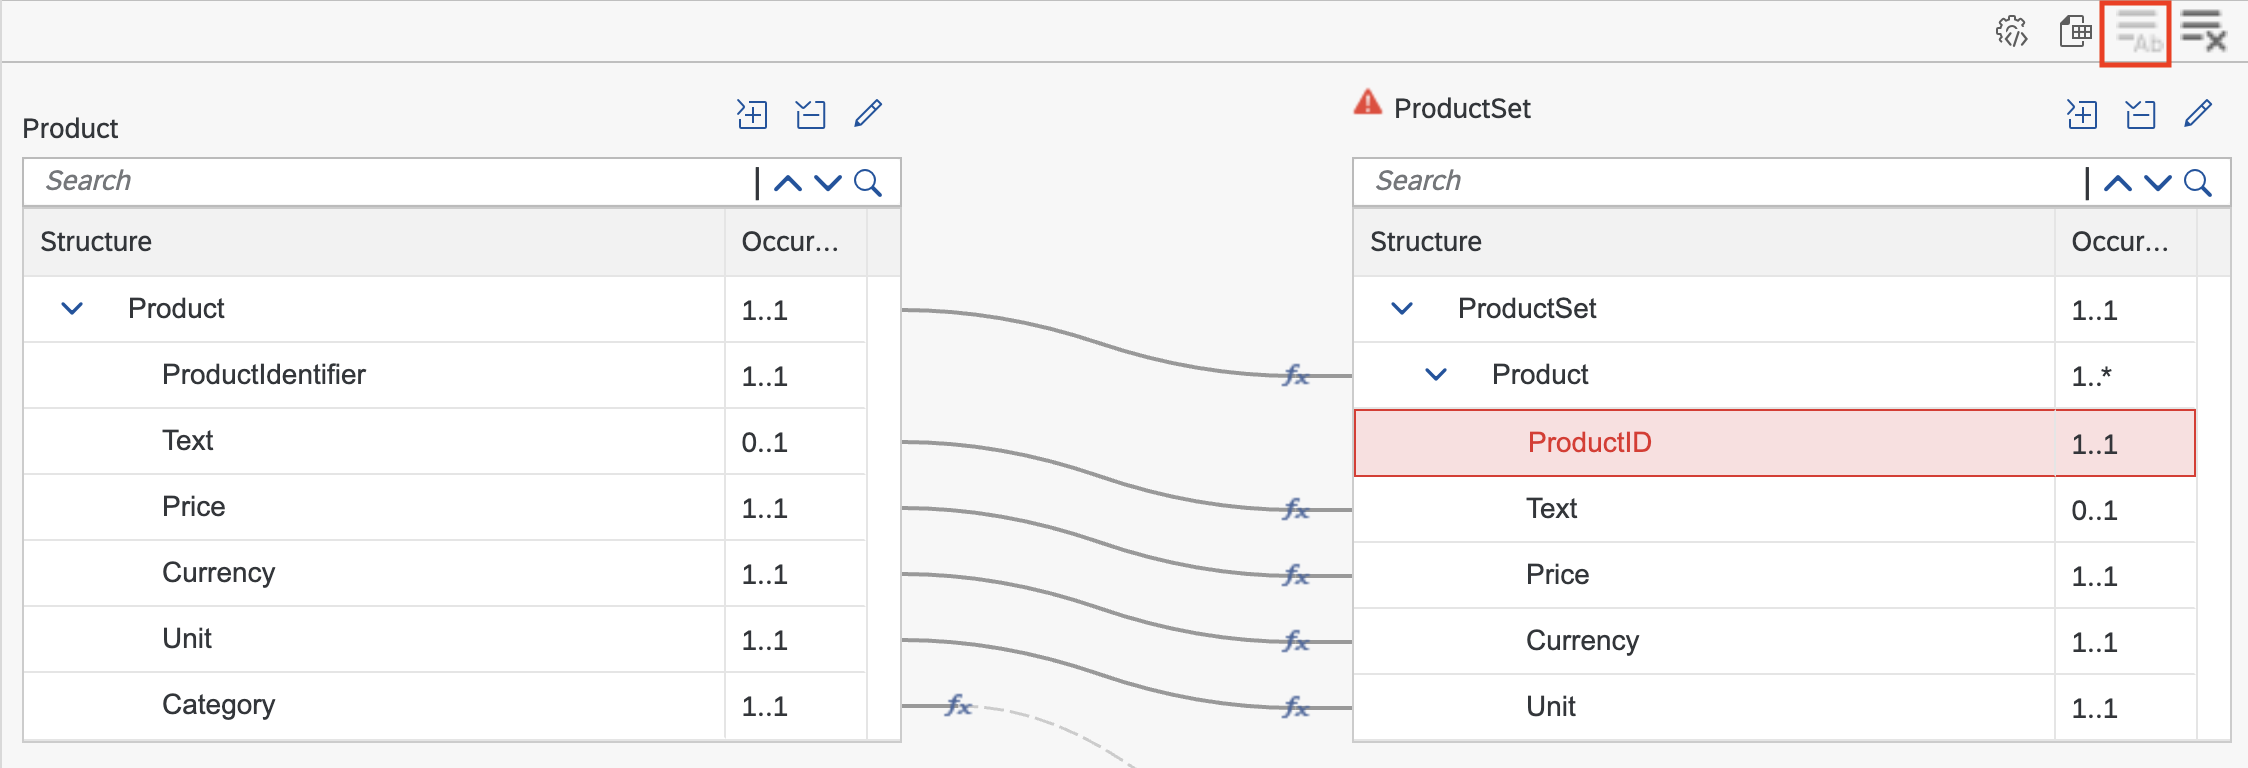 Ab
Product
ProductSet
Search
Search
Structure Occur...
Structure Occur...
Product 1..1
ProductSet 1..1
ProductIdentifier 1..1
Product 1..*
Text 0..1
ProductID 1..1
Price 1..1
Text 0..1
Currency 1..1
Price 1..1
Unit 1..1
Currency 1..1
Category 1..1
Unit 1..1
fx
fx
fx
fx
fx
fx